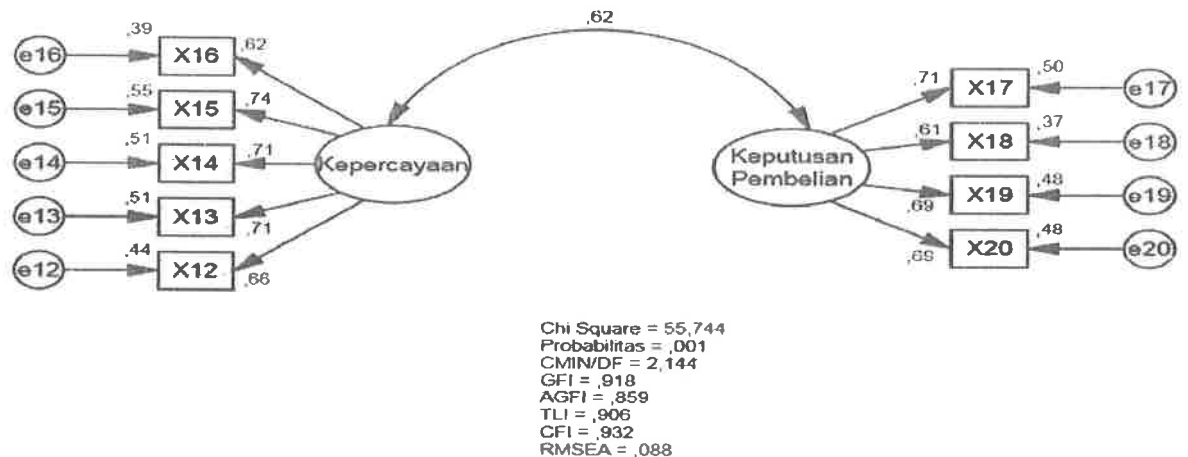 ,62
e16
,39
X16
,62
e15
,55
X15
,74
e14
,51
X14
,71
e13
,51
X13
,71
e12
,44
X12
,66
Kepercayaan
Keputusan
Pembelian
,71
X17
,50
e17
,61
X18
,37
e18
,69
X19
,48
e19
X20
,48
e20
Chi Square = 55,744
Probabilitas = ,001
CMIN/DF = 2,144
GFI = ,918
AGFI = ,859
TLI = ,906
CFI = ,932
RMSEA = ,088